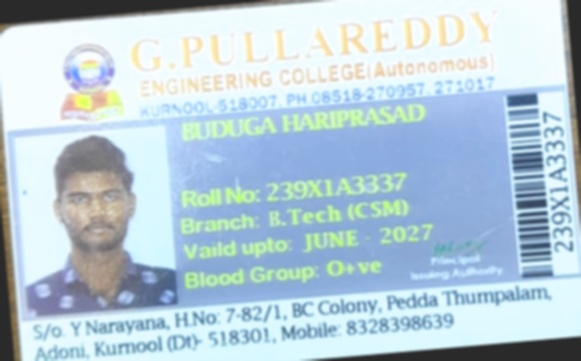 G.PULLAREDDY
ENGINEERING COLLEGE(Autonomous)
KURNOOL-518007. PH.08518-270957, 271017
BUDUGA HARIPRASAD
Roll No: 239X1A3337
Branch: B.Tech (CSM)
Vaild upto: JUNE - 2027
Blood Group: O+ve
Principal
Issuing Authority
239X1A3337
S/o. Y Narayana, H.No: 7-82/1, BC Colony, Pedda Thumpalam,
Adoni, Kurnool (Dt)- 518301, Mobile: 8328398639